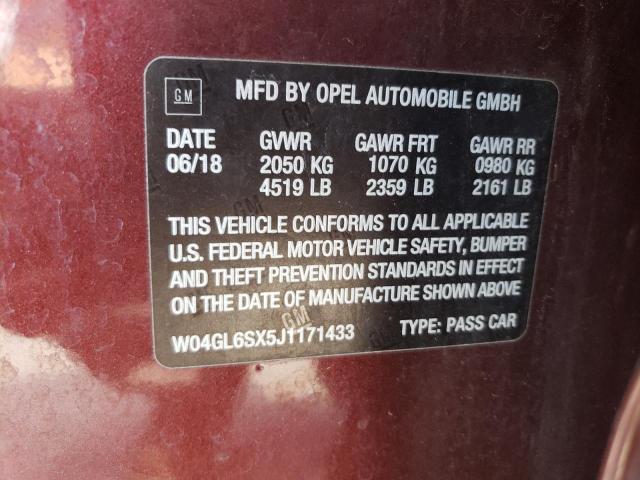 GM MFD BY OPEL AUTOMOBILE GMBH
DATE GVWR GAWR FRT GAWR RR
06/18 2050 KG 1070 KG 0980 KG
4519 LB 2359 LB 2161 LB
THIS VEHICLE CONFORMS TO ALL APPLICABLE
U.S. FEDERAL MOTOR VEHICLE SAFETY, BUMPER
AND THEFT PREVENTION STANDARDS IN EFFECT
ON THE DATE OF MANUFACTURE SHOWN ABOVE
W04GL6SX5J1171433 TYPE: PASS CAR